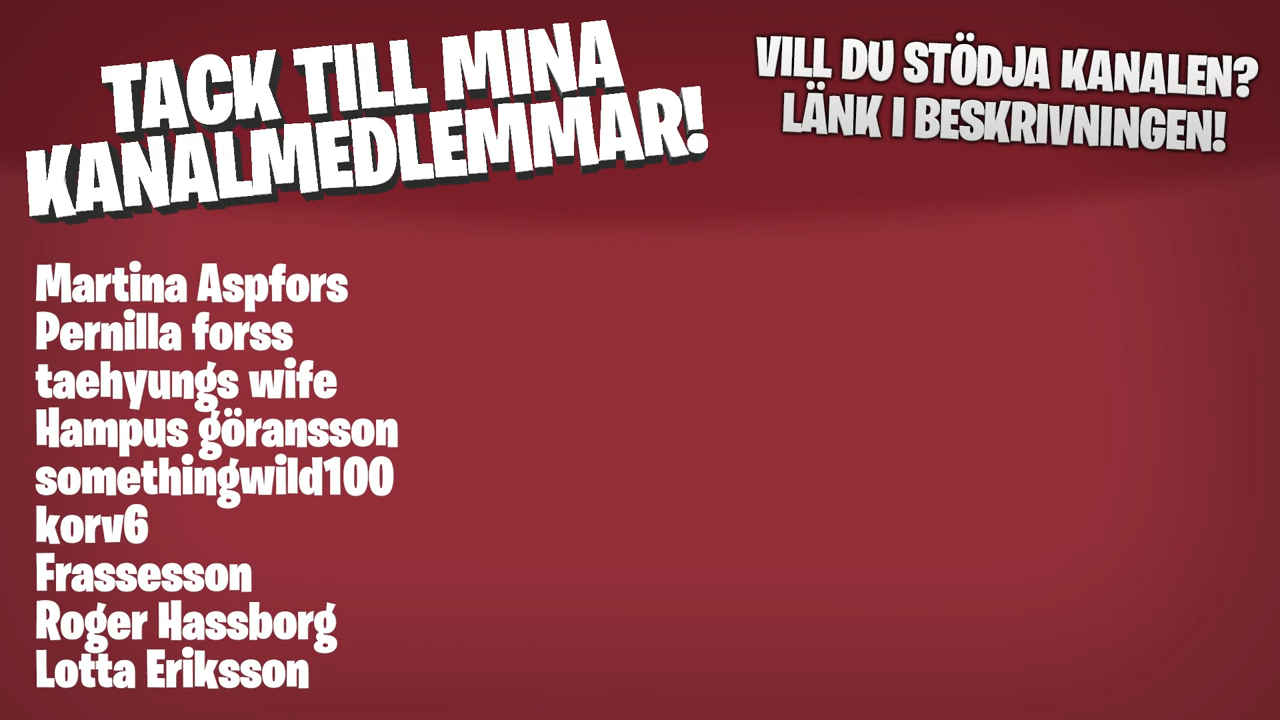 TACK TILL MINA
KANALMEDLEMMAR!
VILL DU STÖDJA KANALEN?
LÄNK I BESKRIVNINGEN!
Martina Aspfors
Pernilla forss
taehyungs wife
Hampus göransson
somethingwild100
korv6
Frassesson
Roger Hassborg
Lotta Eriksson